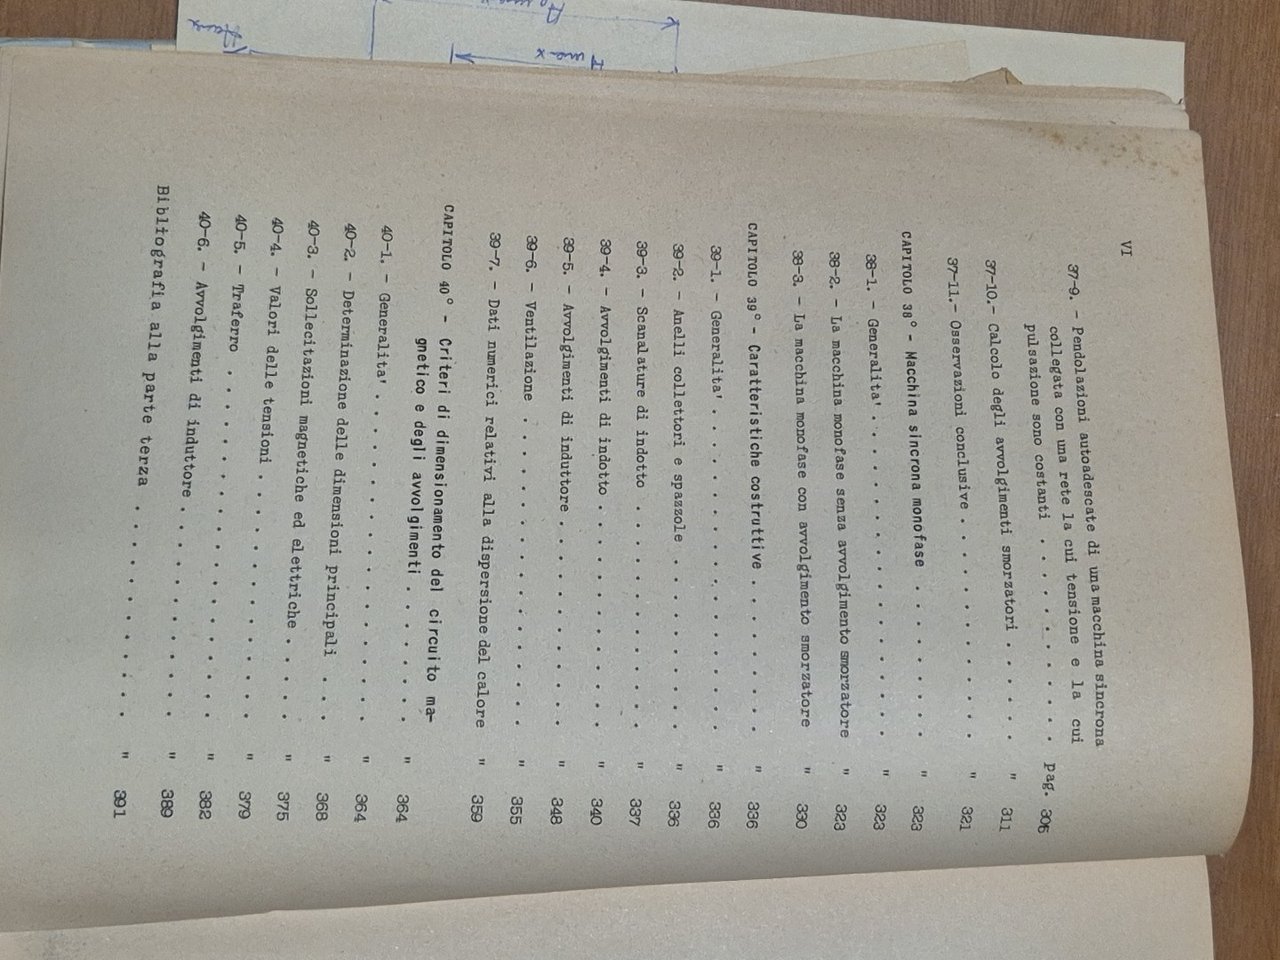 VI
37-9. - Pendolazioni autoadescate di una macchina sincrona
collegata con una rete la cui tensione e la cui
pulsazione sono costanti . . . . . . . . . . pag. 306
37-10.- Calcolo degli avvolgimenti smorzatori . . . . . " 311
37-11.- Osservazioni conclusive . . . . . . . . . . " 321
CAPITOLO 38° - Macchina sincrona monofase . . . . . . . " 323
38-1. - Generalita' . . . . . . . . . . . . . . " 323
38-2. - La macchina monofase senza avvolgimento smorzatore " 323
38-3. - La macchina monofase con avvolgimento smorzatore " 330
CAPITOLO 39° - Caratteristiche costruttive . . . . . . . " 336
39-1. - Generalita' . . . . . . . . . . . . . . " 336
39-2. - Anelli collettori e spazzole . . . . . . . . " 336
39-3. - Scanalature di indotto . . . . . . . . . . " 337
39-4. - Avvolgimenti di indotto . . . . . . . . . . " 340
39-5. - Avvolgimenti di induttore . . . . . . . . . " 348
39-6. - Ventilazione . . . . . . . . . . . . . . " 355
39-7. - Dati numerici relativi alla dispersione del calore " 359
CAPITOLO 40° - Criteri di dimensionamento del circuito ma-
gnetico e degli avvolgimenti . . . . . . " 364
40-1. - Generalita' . . . . . . . . . . . . . . " 364
40-2. - Determinazione delle dimensioni principali . . . " 368
40-3. - Sollecitazioni magnetiche ed elettriche . . . . " 375
40-4. - Valori delle tensioni . . . . . . . . . . . " 379
40-5. - Traferro . . . . . . . . . . . . . . . " 382
40-6. - Avvolgimenti di induttore . . . . . . . . . " 389
Bibliografia alla parte terza . . . . . . . . . . . " 391
I max